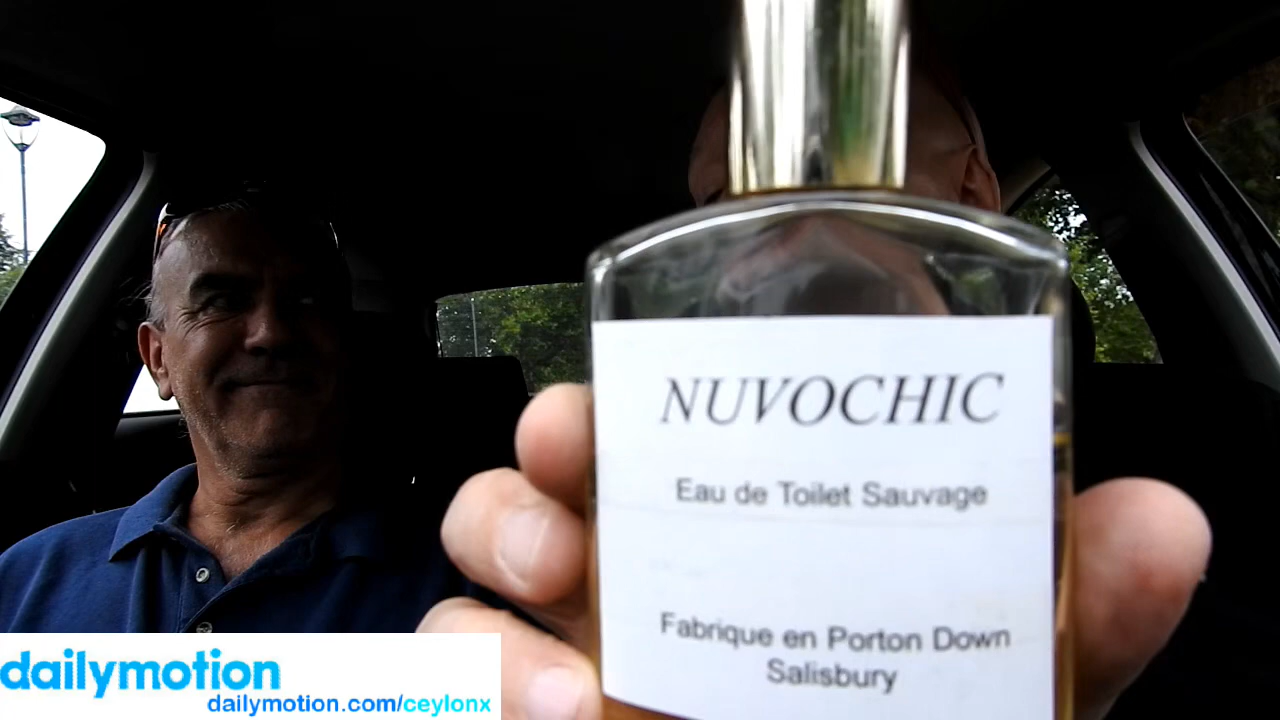 NUVOCHIC
Eau de Toilet Sauvage
Fabrique en Porton Down
Salisbury
dailymotion
dailymotion.com/ceylonx